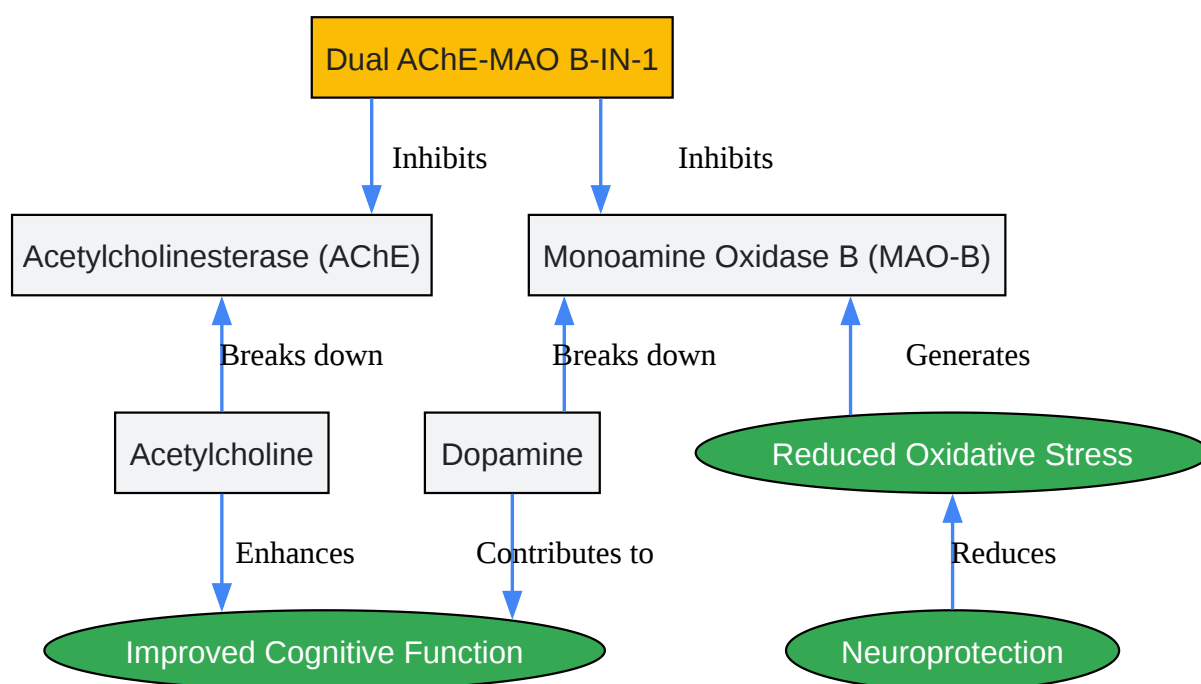 Dual AChE-MAO B-IN-1
Inhibits
Inhibits
Acetylcholinesterase (AChE)
Monoamine Oxidase B (MAO-B)
Breaks down
Breaks down
Generates
Acetylcholine
Dopamine
Reduced Oxidative Stress
Enhances
Contributes to
Reduces
Improved Cognitive Function
Neuroprotection